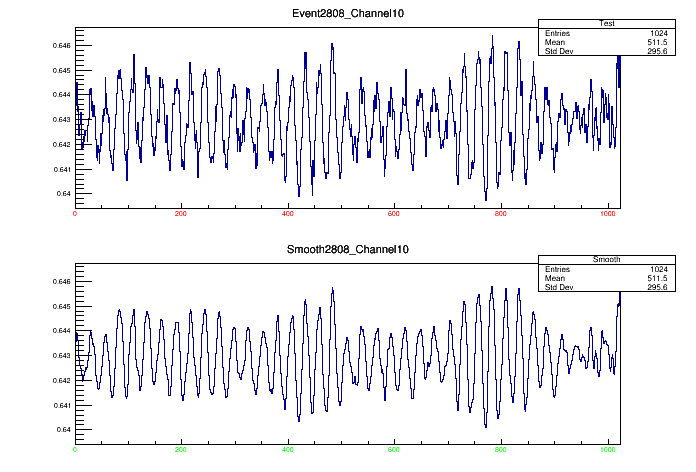 Event2808_Channel10
Test
Entries 1024
Mean 511.5
Std Dev 295.6
0.646
0.645
0.644
0.643
0.642
0.641
0.64
0 200 400 600 800 1000
Smooth2808_Channel10
Smooth
Entries 1024
Mean 511.5
Std Dev 295.6
0.646
0.645
0.644
0.643
0.642
0.641
0.64
0 200 400 600 800 1000